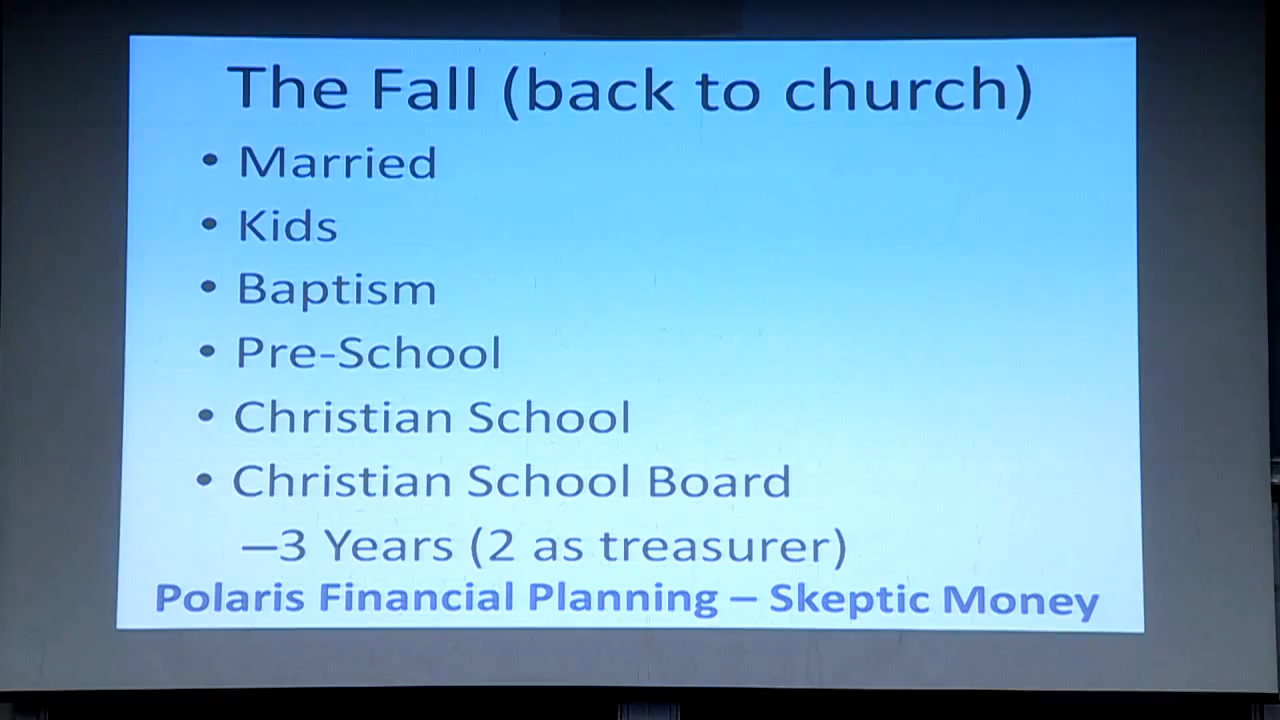 The Fall (back to church)
• Married
• Kids
• Baptism
• Pre-School
• Christian School
• Christian School Board
–3 Years (2 as treasurer)
Polaris Financial Planning – Skeptic Money